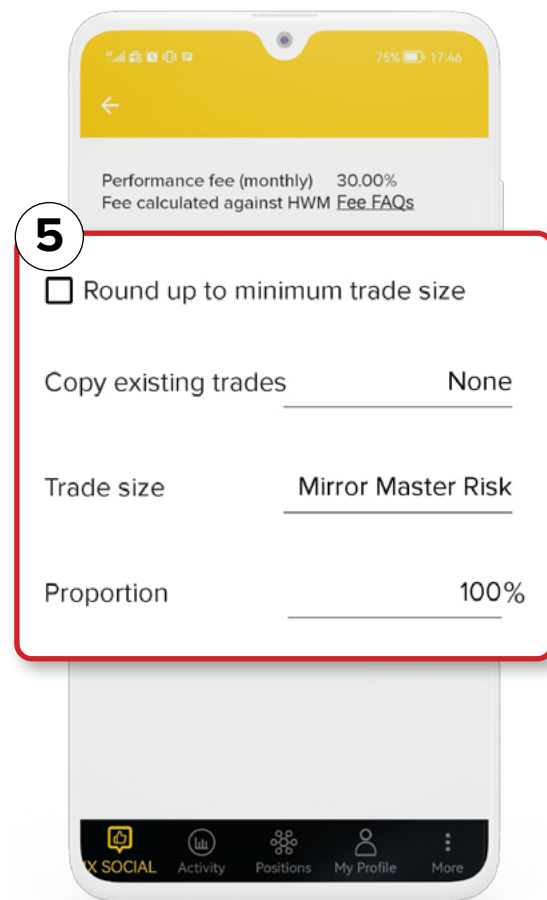 75% 17:46
Performance fee (monthly) 30.00%
Fee calculated against HWM Fee FAQs
5
Round up to minimum trade size
Copy existing trades None
Trade size Mirror Master Risk
Proportion 100%
X SOCIAL Activity Positions My Profile More